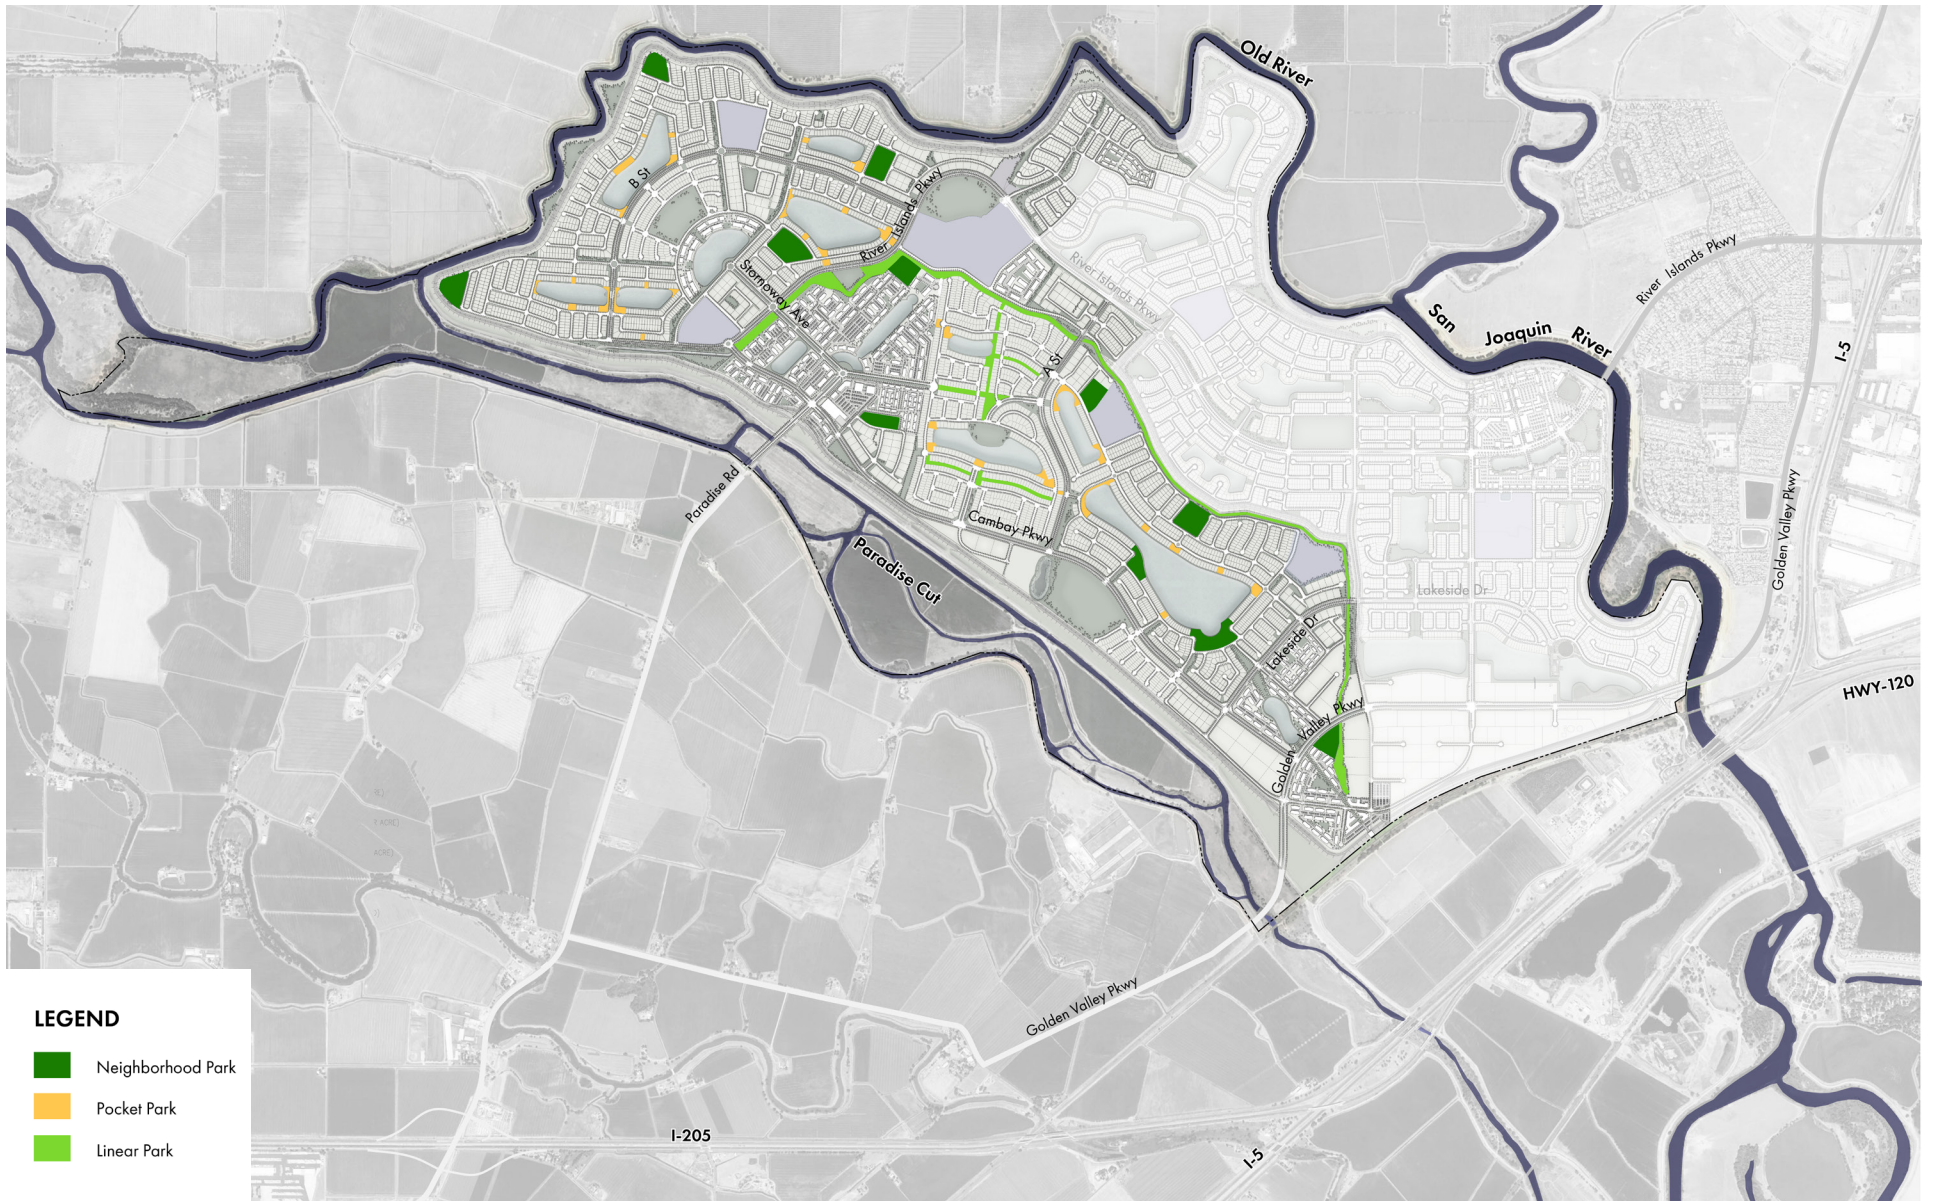 Old River
B St
River Islands Pkwy
Stornoway Ave
River Islands Pkwy
River Islands Pkwy
San Joaquin River
I-5
A St
Golden Valley Pkwy
Paradise Rd
Cambay Pkwy
Paradise Cut
Lakeside Dr
Lakeside Dr
HWY-120
Golden Valley Pkwy
Golden Valley Pkwy
LEGEND
Neighborhood Park
Pocket Park
Linear Park
I-205
I-5